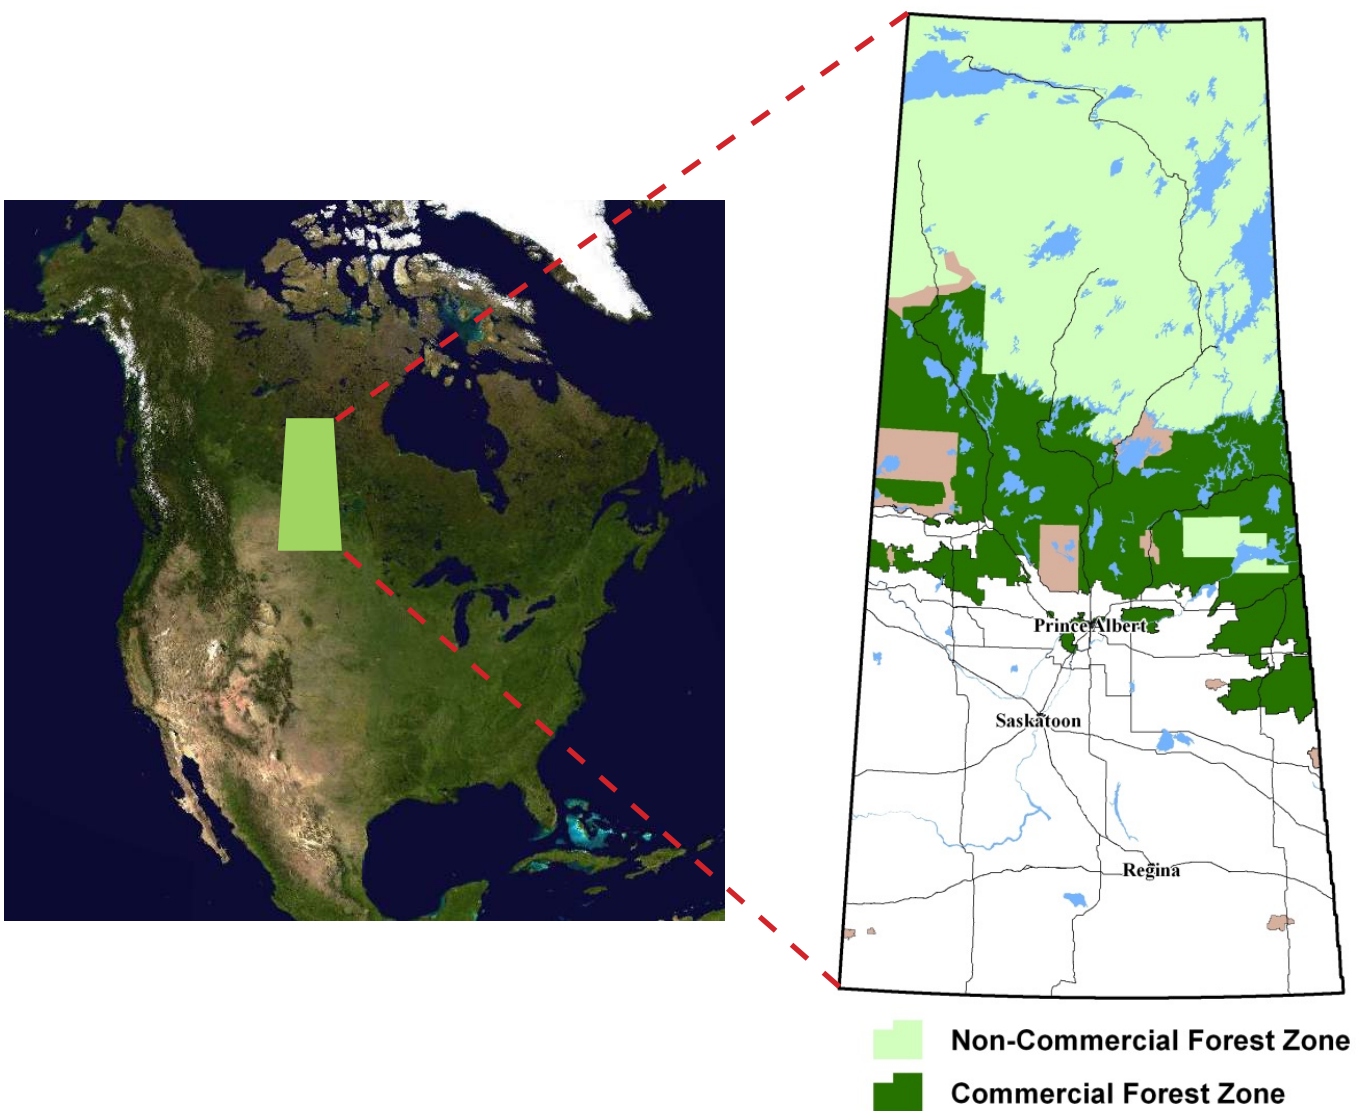 Prince Albert
Saskatoon
Regina
Non-Commercial Forest Zone
Commercial Forest Zone